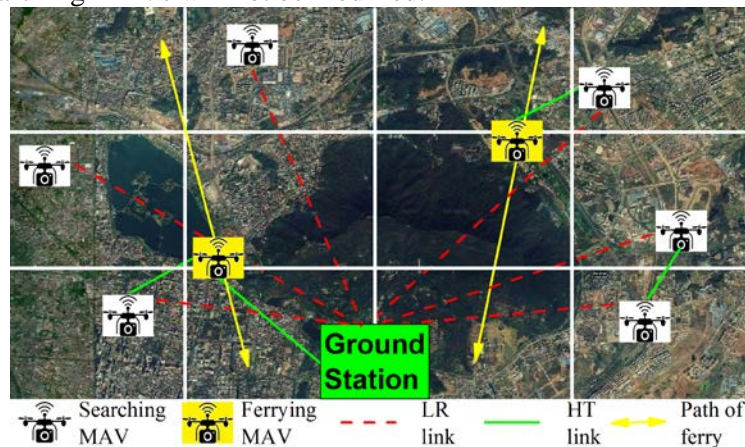 Ground
Station
Searching Ferrying LR HT Path of
MAV MAV link link ferry